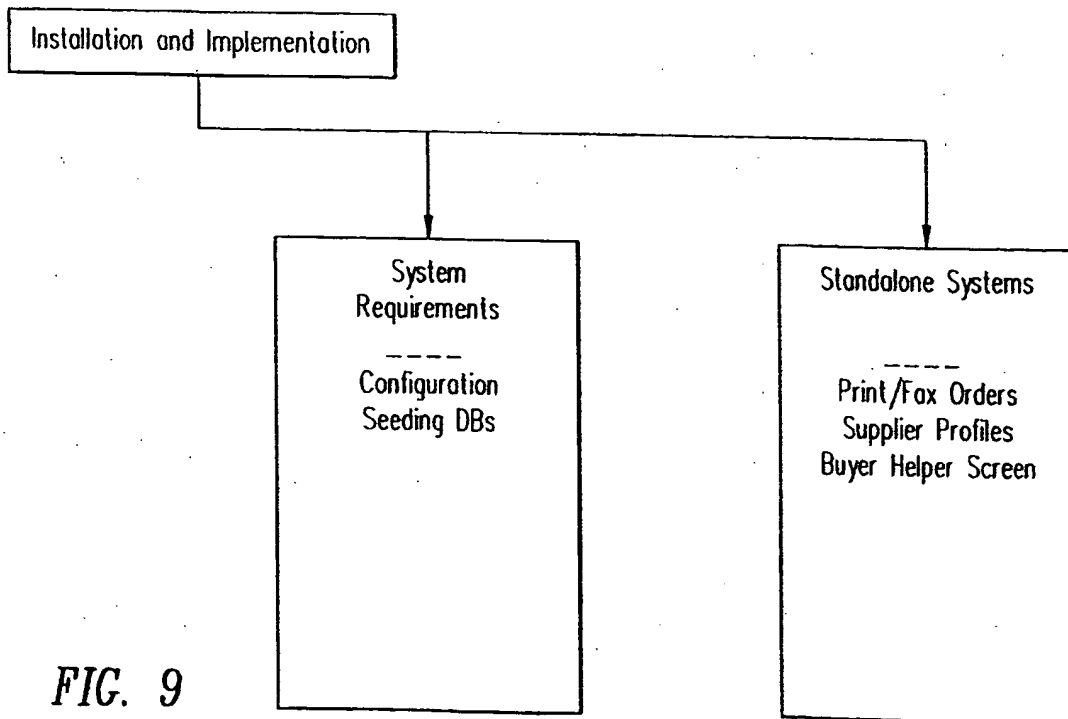 Installation and Implementation
System
Requirements
----
Configuration
Seeding DBs
Standalone Systems
----
Print/Fax Orders
Supplier Profiles
Buyer Helper Screen
FIG. 9